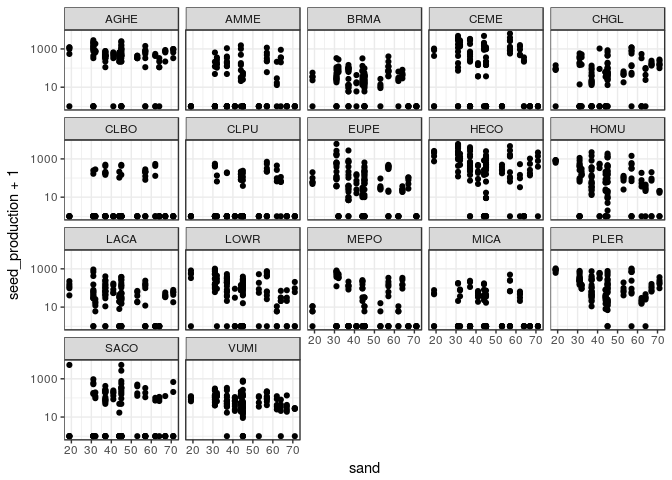 AGHE AMME BRMA CEME CHGL
1000
10
CLBO CLPU EUPE HECO HOMU
1000
10
LACA LOWR MEPO MICA PLER
1000
10
20 30 40 50 60 70 20 30 40 50 60 70 20 30 40 50 60 70
SACO VUMI
1000
10
20 30 40 50 60 70 20 30 40 50 60 70
sand
seed_production + 1